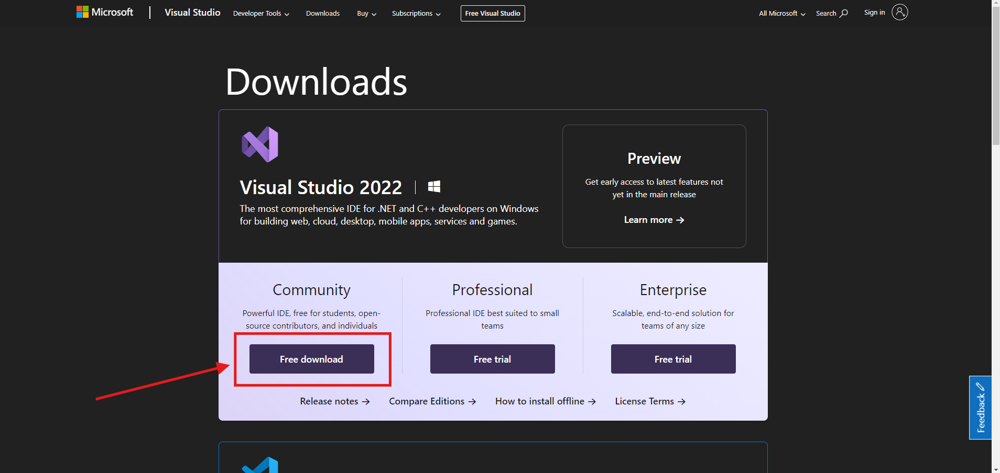 Microsoft
Visual Studio
Developer Tools
Downloads
Buy
Subscriptions
Free Visual Studio
All Microsoft
Search
Sign in
Downloads
Visual Studio 2022
The most comprehensive IDE for .NET and C++ developers on Windows
for building web, cloud, desktop, mobile apps, services and games.
Preview
Get early access to latest features not
yet in the main release
Learn more →
Community
Powerful IDE, free for students, open-
source contributors, and individuals
Free download
Professional
Professional IDE best suited to small
teams
Free trial
Enterprise
Scalable, end-to-end solution for
teams of any size
Free trial
Release notes →
Compare Editions →
How to install offline →
License Terms →
Feedback